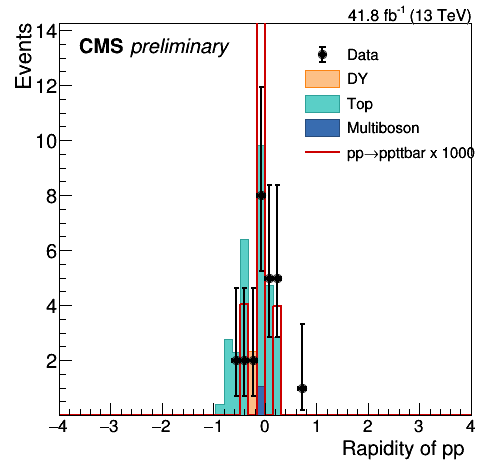 41.8 fb⁻¹ (13 TeV)
Events
CMS preliminary
Data
DY
Top
Multiboson
pp→ppttbar x 1000
14
12
10
8
6
4
2
−4 −3 −2 −1 0 1 2 3 4
Rapidity of pp